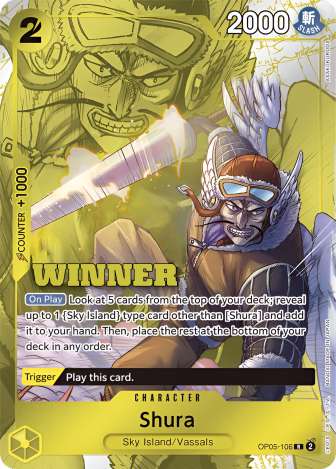 2
2000
斬
SLASH
COUNTER +1000
WINNER
On Play Look at 5 cards from the top of your deck; reveal
up to 1 {Sky Island} type card other than [Shura] and add
it to your hand. Then, place the rest at the bottom of your
deck in any order.
Trigger Play this card.
CHARACTER
Shura
Sky Island/Vassals
OP05-106 R 2